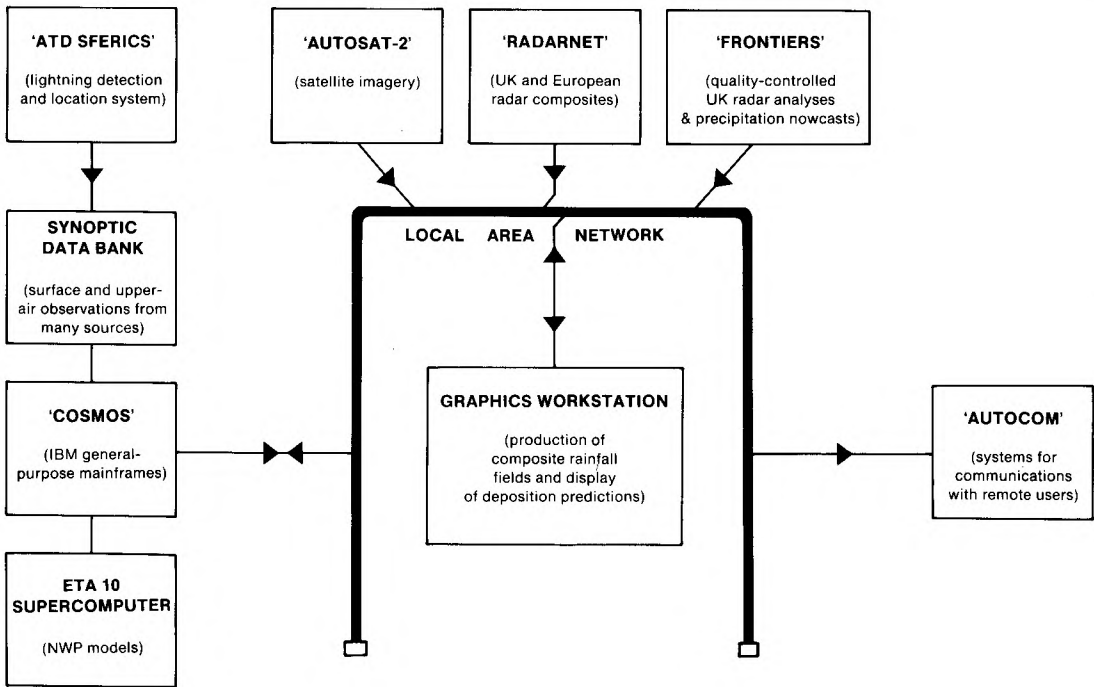 ‘ATD SFERICS’
(lightning detection
and location system)
‘AUTOSAT-2’
(satellite imagery)
‘RADARNET’
(UK and European
radar composites)
‘FRONTIERS’
(quality-controlled
UK radar analyses
& precipitation nowcasts)
SYNOPTIC
DATA BANK
(surface and upper-
air observations from
many sources)
LOCAL AREA NETWORK
‘COSMOS’
(IBM general-
purpose mainframes)
GRAPHICS WORKSTATION
(production of
composite rainfall
fields and display
of deposition predictions)
‘AUTOCOM’
(systems for
communications
with remote users)
ETA 10
SUPERCOMPUTER
(NWP models)